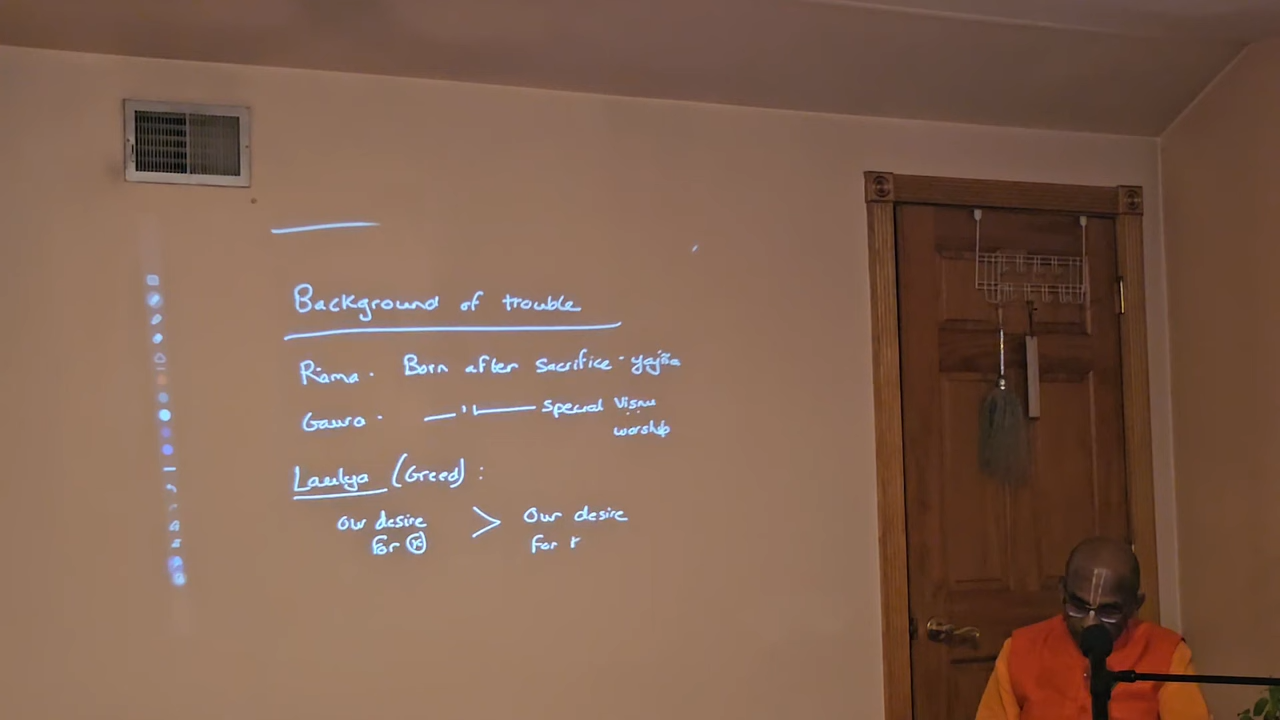 Background of trouble
Rama. Born after sacrifice - yajña
Gaura. —— " —— special Viṣṇu
worship
Laulya (Greed) :
Our desire > Our desire
for Ⓚ for r